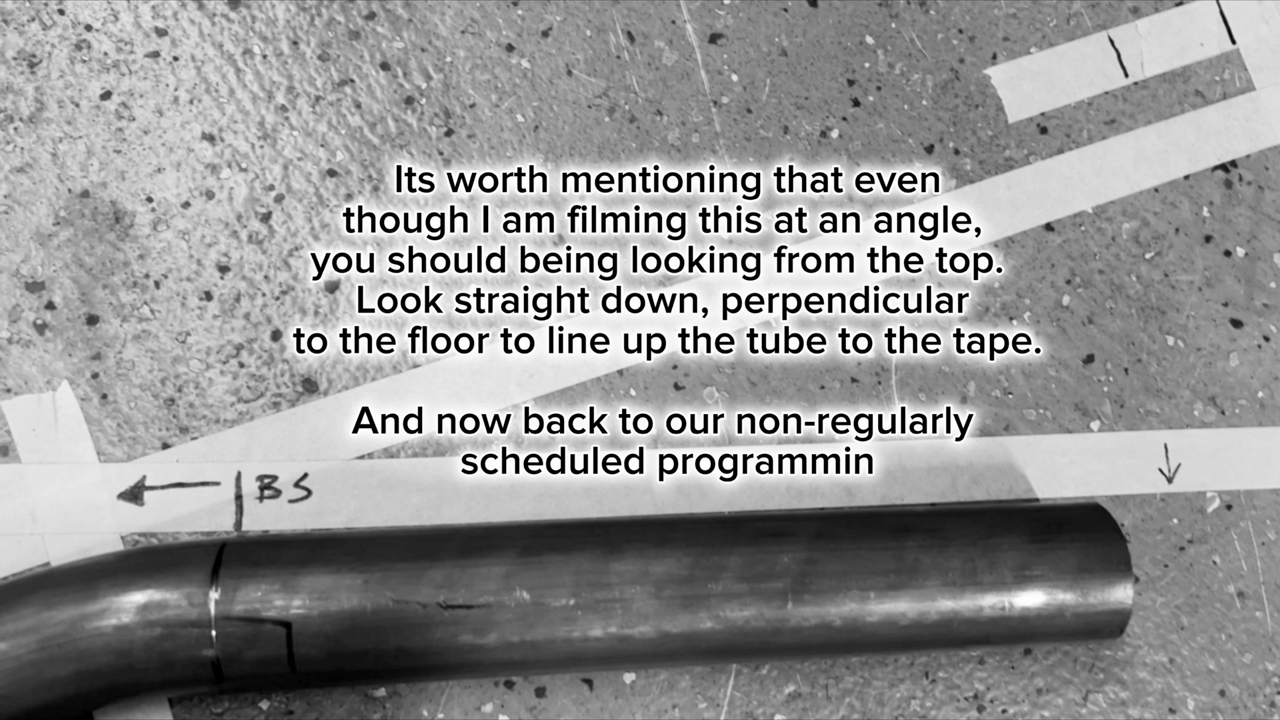 Its worth mentioning that even
though I am filming this at an angle,
you should being looking from the top.
Look straight down, perpendicular
to the floor to line up the tube to the tape.
And now back to our non-regularly
scheduled programmin
BS